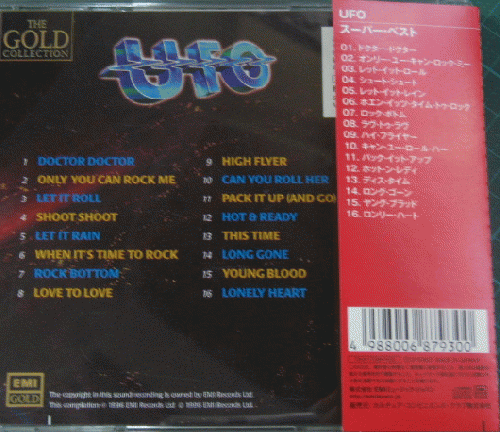 THE
GOLD
COLLECTION
UFO
1 DOCTOR DOCTOR
2 ONLY YOU CAN ROCK ME
3 LET IT ROLL
4 SHOOT SHOOT
5 LET IT RAIN
6 WHEN IT'S TIME TO ROCK
7 ROCK BOTTOM
8 LOVE TO LOVE
9 HIGH FLYER
10 CAN YOU ROLL HER
11 PACK IT UP (AND GO)
12 HOT & READY
13 THIS TIME
14 LONG GONE
15 YOUNG BLOOD
16 LONELY HEART
EMI
GOLD
The copyright in this sound recording is owned by EMI Records Ltd.
This compilation ℗ 1996 EMI Records Ltd © 1996 EMI Records Ltd.
UFO
スーパー・ベスト
01. ドクター・ドクター
02. オンリー・ユー・キャン・ロック・ミー
03. レット・イット・ロール
04. シュート・シュート
05. レット・イット・レイン
06. ホエン・イッツ・タイム・トゥ・ロック
07. ロック・ボトム
08. ラヴ・トゥ・ラヴ
09. ハイ・フライヤー
10. キャン・ユー・ロール・ハー
11. パック・イット・アップ
12. ホット・ン・レディ
13. ディス・タイム
14. ロング・ゴーン
15. ヤング・ブラッド
16. ロンリー・ハート
4 988006 879300